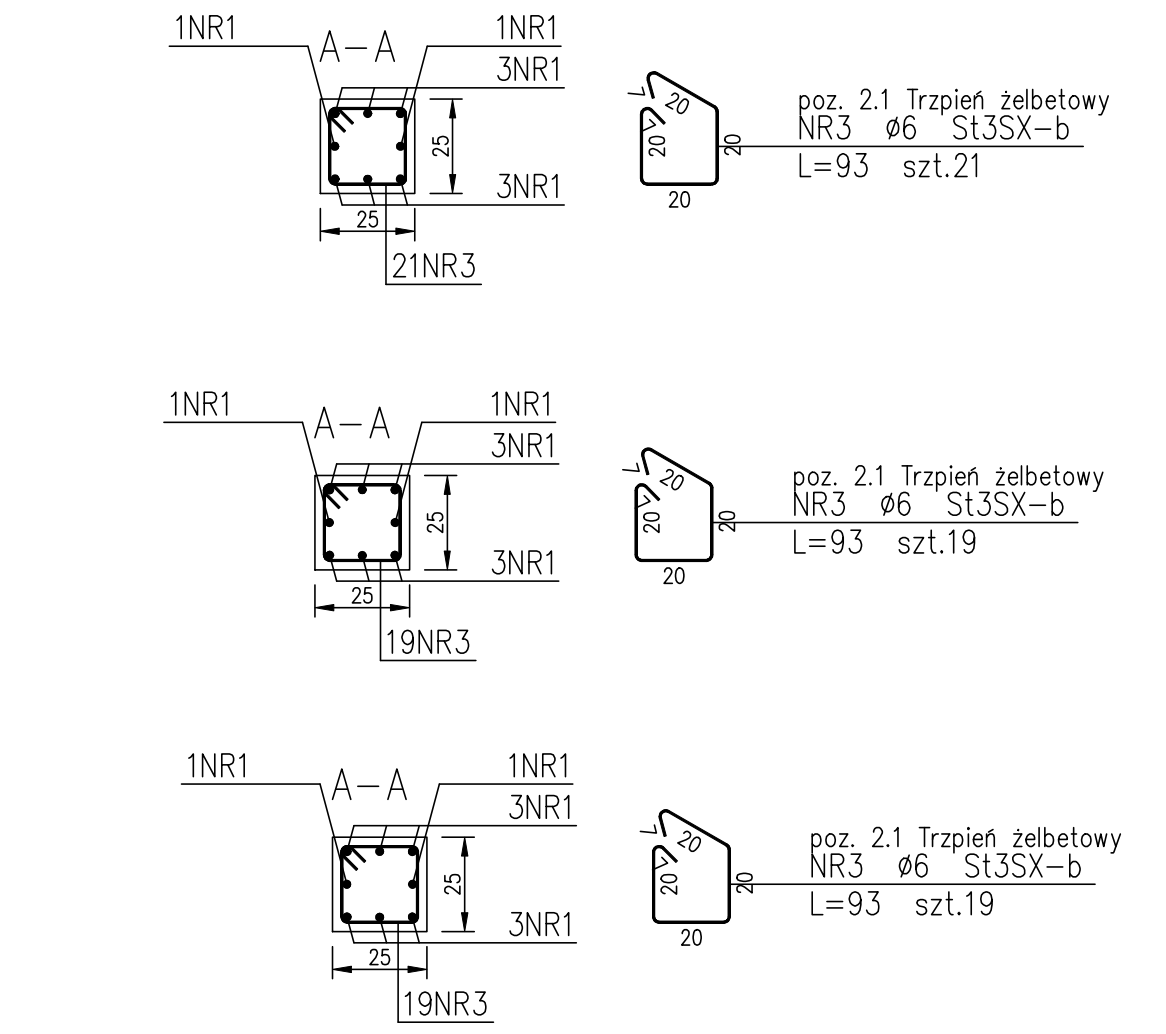 1NR1
A-A
1NR1
3NR1
25
3NR1
25
21NR3
7
20
7
20
20
20
poz. 2.1 Trzpień żelbetowy
NR3 ø6 St3SX-b
L=93 szt.21
1NR1
A-A
1NR1
3NR1
25
3NR1
25
19NR3
7
20
7
20
20
20
poz. 2.1 Trzpień żelbetowy
NR3 ø6 St3SX-b
L=93 szt.19
1NR1
A-A
1NR1
3NR1
25
3NR1
25
19NR3
7
20
7
20
20
20
poz. 2.1 Trzpień żelbetowy
NR3 ø6 St3SX-b
L=93 szt.19